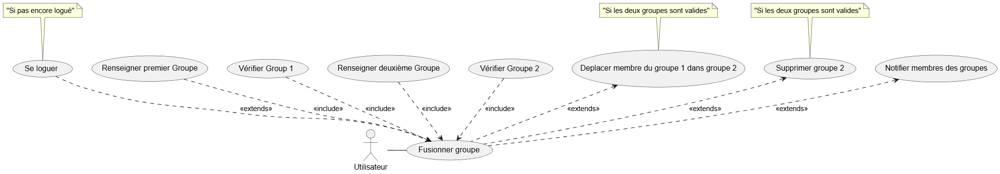 "Si pas encore logué"
"Si les deux groupes sont valides"
"Si les deux groupes sont valides"
Se loguer
Renseigner premier Groupe
Vérifier Group 1
Renseigner deuxième Groupe
Vérifier Groupe 2
Deplacer membre du groupe 1 dans groupe 2
Supprimer groupe 2
Notifier membres des groupes
«extends»
«include»
«include»
«include»
«include»
«extends»
«extends»
«extends»
Fusionner groupe
Utilisateur